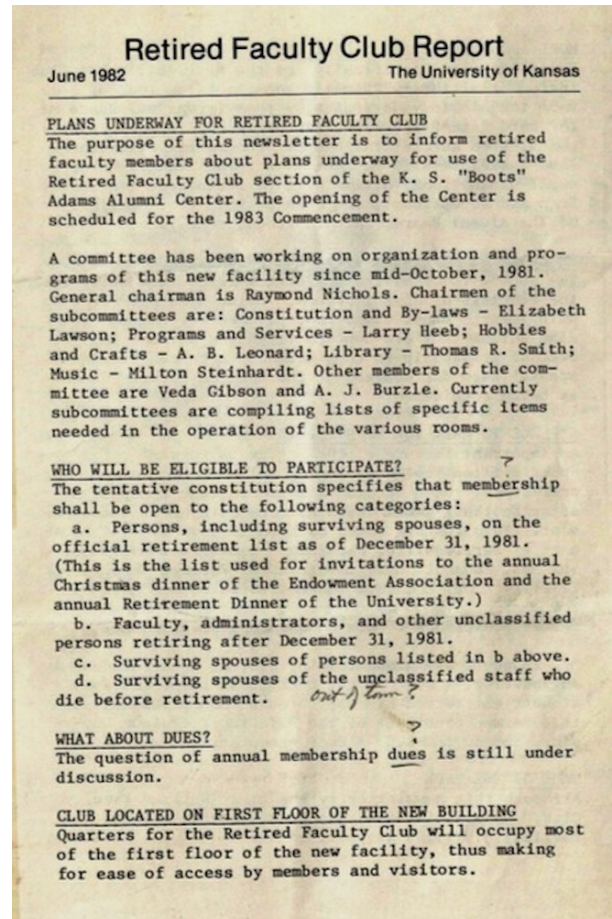 Retired Faculty Club Report
June 1982 The University of Kansas
PLANS UNDERWAY FOR RETIRED FACULTY CLUB
The purpose of this newsletter is to inform retired
faculty members about plans underway for use of the
Retired Faculty Club section of the K. S. "Boots"
Adams Alumni Center. The opening of the Center is
scheduled for the 1983 Commencement.
A committee has been working on organization and pro-
grams of this new facility since mid-October, 1981.
General chairman is Raymond Nichols. Chairmen of the
subcommittees are: Constitution and By-laws - Elizabeth
Lawson; Programs and Services - Larry Heeb; Hobbies
and Crafts - A. B. Leonard; Library - Thomas R. Smith;
Music - Milton Steinhardt. Other members of the com-
mittee are Veda Gibson and A. J. Burzle. Currently
subcommittees are compiling lists of specific items
needed in the operation of the various rooms.
WHO WILL BE ELIGIBLE TO PARTICIPATE? ?
The tentative constitution specifies that membership
shall be open to the following categories:
a. Persons, including surviving spouses, on the
official retirement list as of December 31, 1981.
(This is the list used for invitations to the annual
Christmas dinner of the Endowment Association and the
annual Retirement Dinner of the University.)
b. Faculty, administrators, and other unclassified
persons retiring after December 31, 1981.
c. Surviving spouses of persons listed in b above.
d. Surviving spouses of the unclassified staff who
die before retirement. out of town?
WHAT ABOUT DUES? ?
The question of annual membership dues is still under
discussion.
CLUB LOCATED ON FIRST FLOOR OF THE NEW BUILDING
Quarters for the Retired Faculty Club will occupy most
of the first floor of the new facility, thus making
for ease of access by members and visitors.